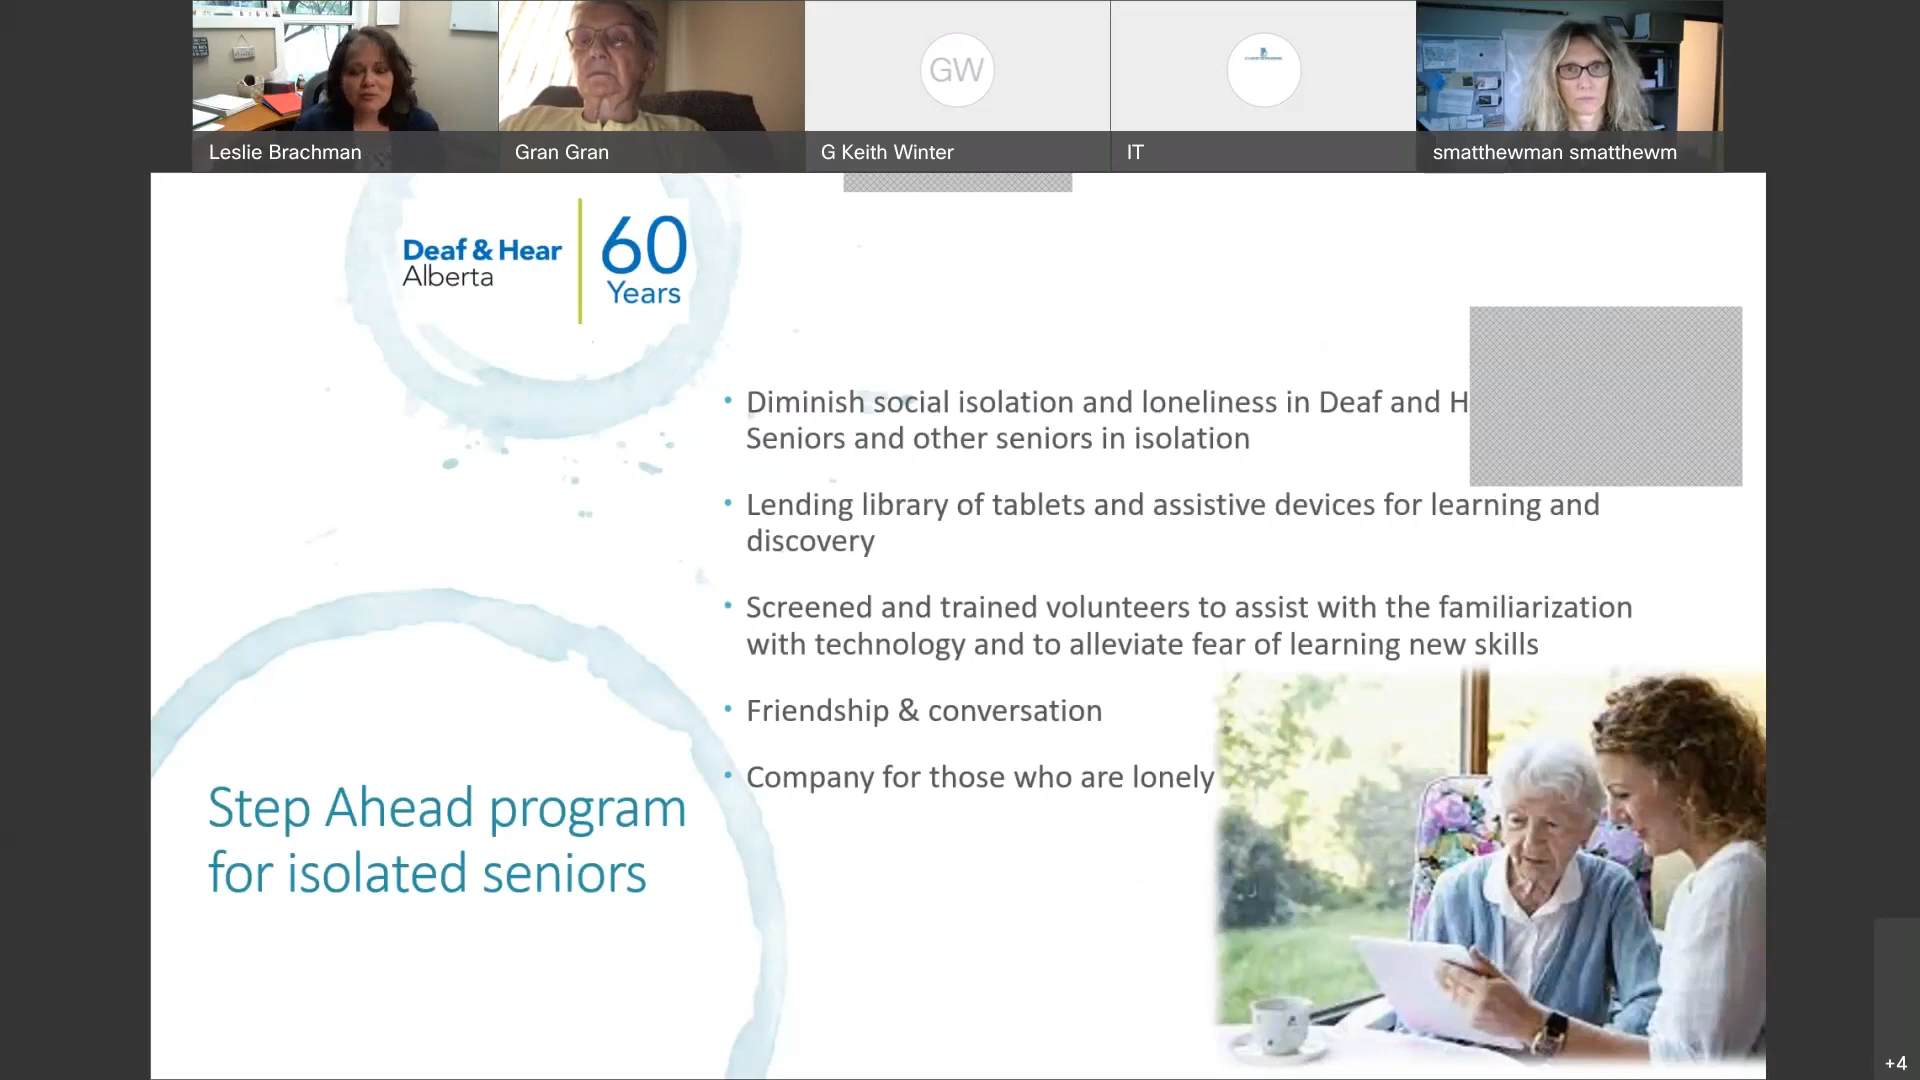 Leslie Brachman
Gran Gran
GW
G Keith Winter
IT
smatthewman smatthewm
Deaf & Hear
Alberta
60
Years
• Diminish social isolation and loneliness in Deaf and H
Seniors and other seniors in isolation
• Lending library of tablets and assistive devices for learning and
discovery
• Screened and trained volunteers to assist with the familiarization
with technology and to alleviate fear of learning new skills
• Friendship & conversation
• Company for those who are lonely
Step Ahead program
for isolated seniors
+4